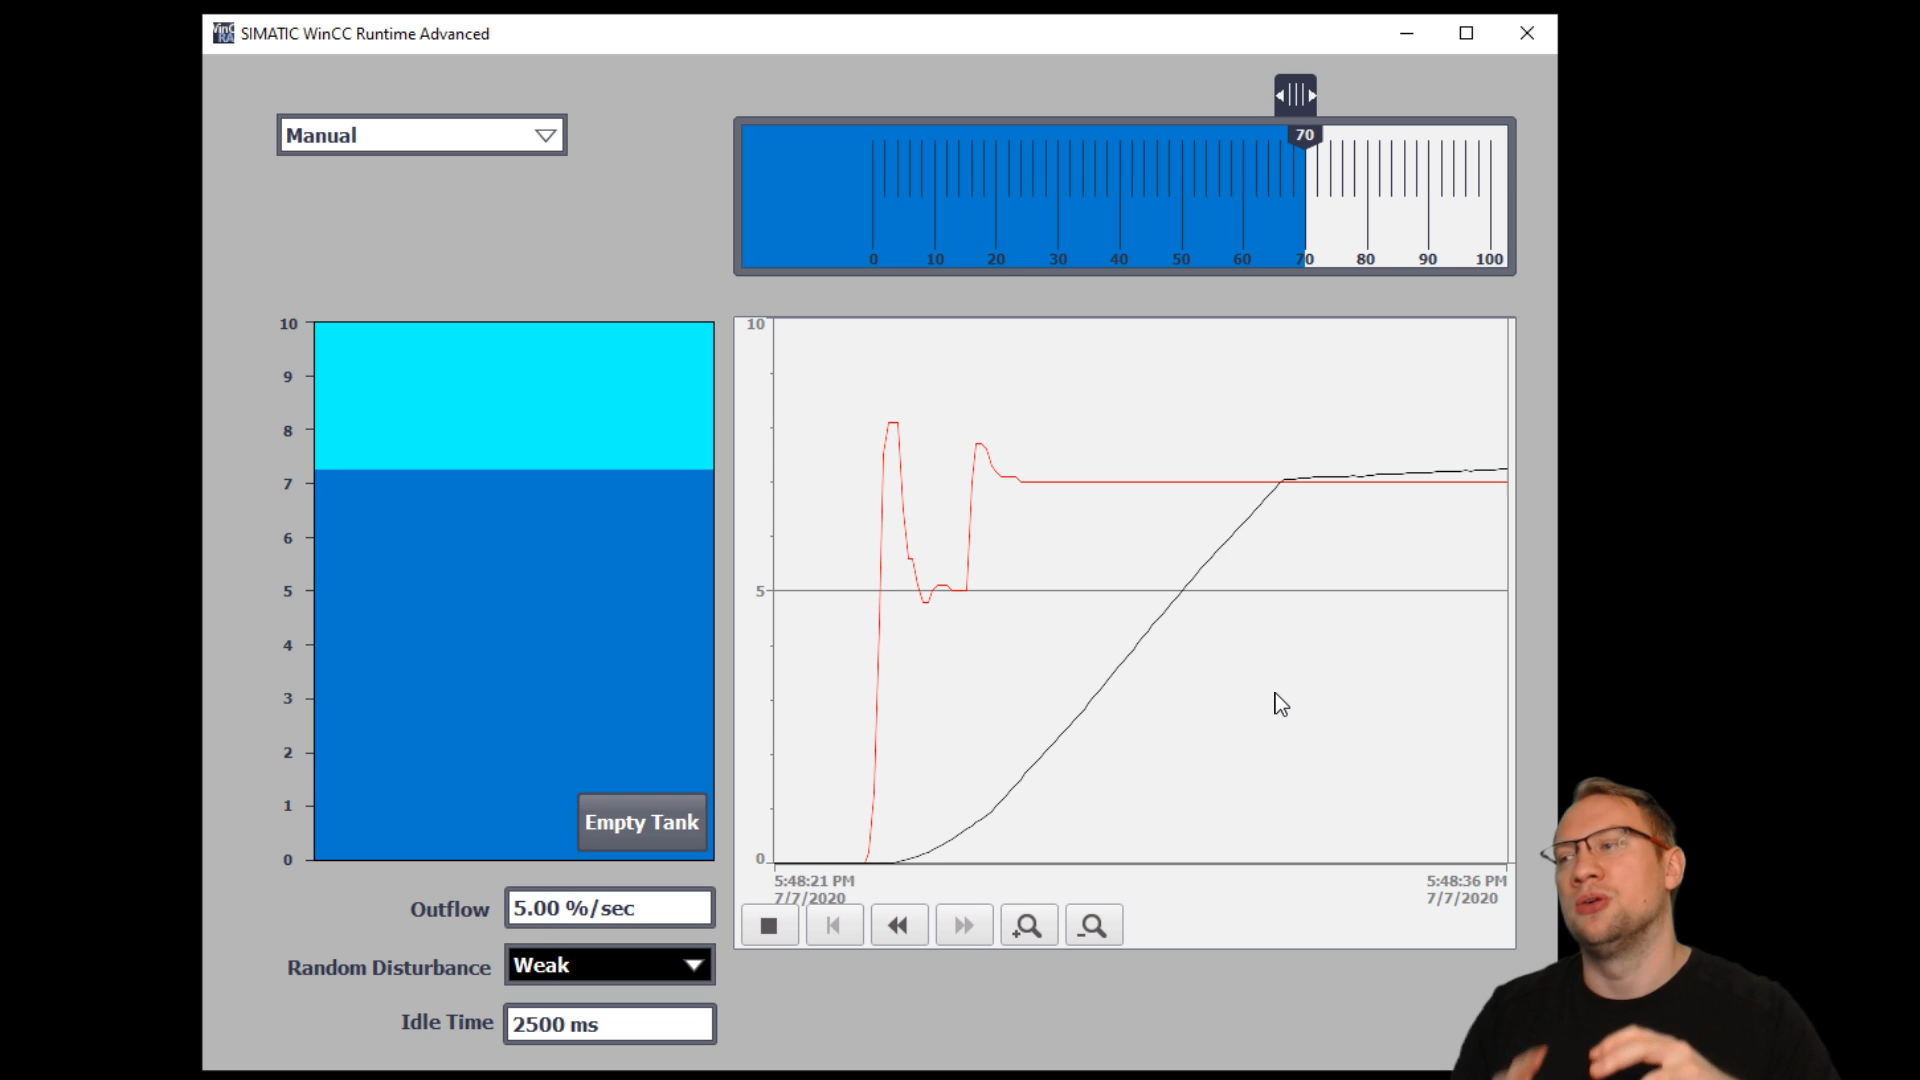 SIMATIC WinCC Runtime Advanced
Manual
70
0 10 20 30 40 50 60 70 80 90 100
10
9
8
7
6
5
4
3
2
1
0
Empty Tank
10
5
0
5:48:21 PM
7/7/2020
5:48:36 PM
7/7/2020
Outflow 5.00 %/sec
Random Disturbance Weak
Idle Time 2500 ms